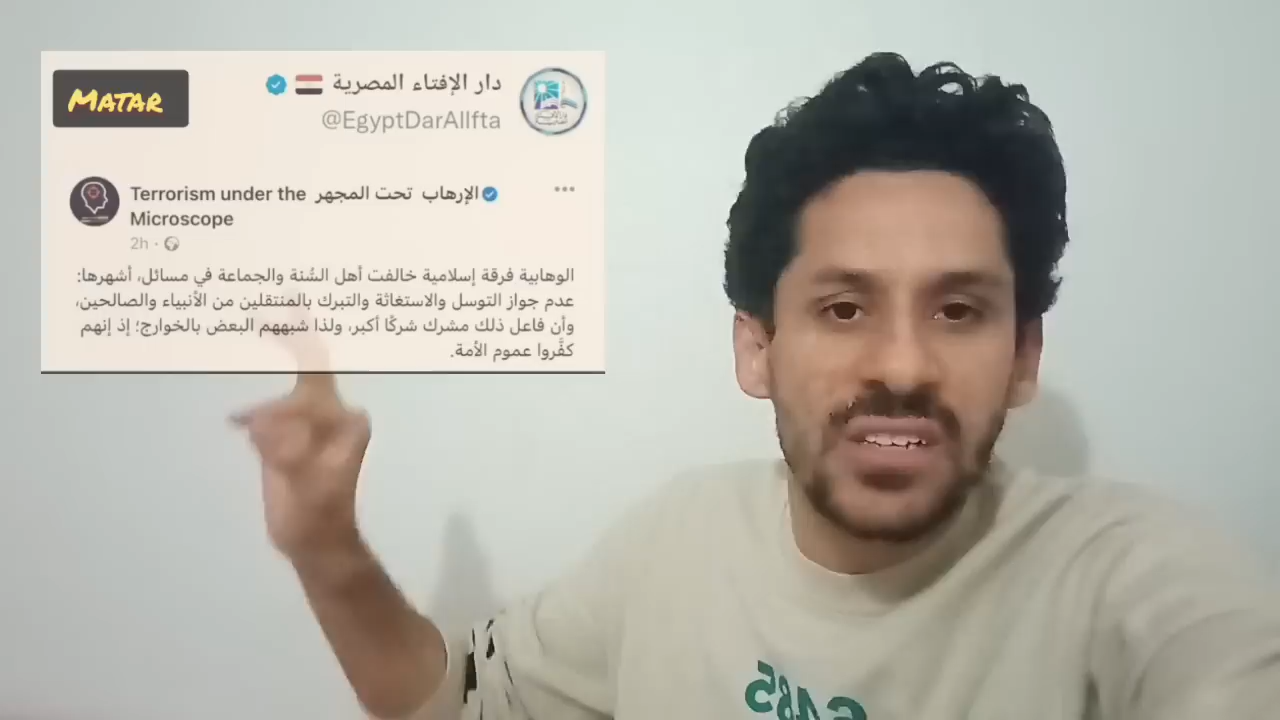 MATAR
دار الإفتاء المصرية
@EgyptDarAlIfta
Terrorism under the الإرهاب تحت المجهر
Microscope
2h
الوهابية فرقة إسلامية خالفت أهل السُنة والجماعة في مسائل، أشهرها:
عدم جواز التوسل والاستغاثة والتبرك بالمنتقلين من الأنبياء والصالحين،
وأن فاعل ذلك مشرك شركًا أكبر، ولذا شبههم البعض بالخوارج؛ إذ إنهم
كفَّروا عموم الأمة.